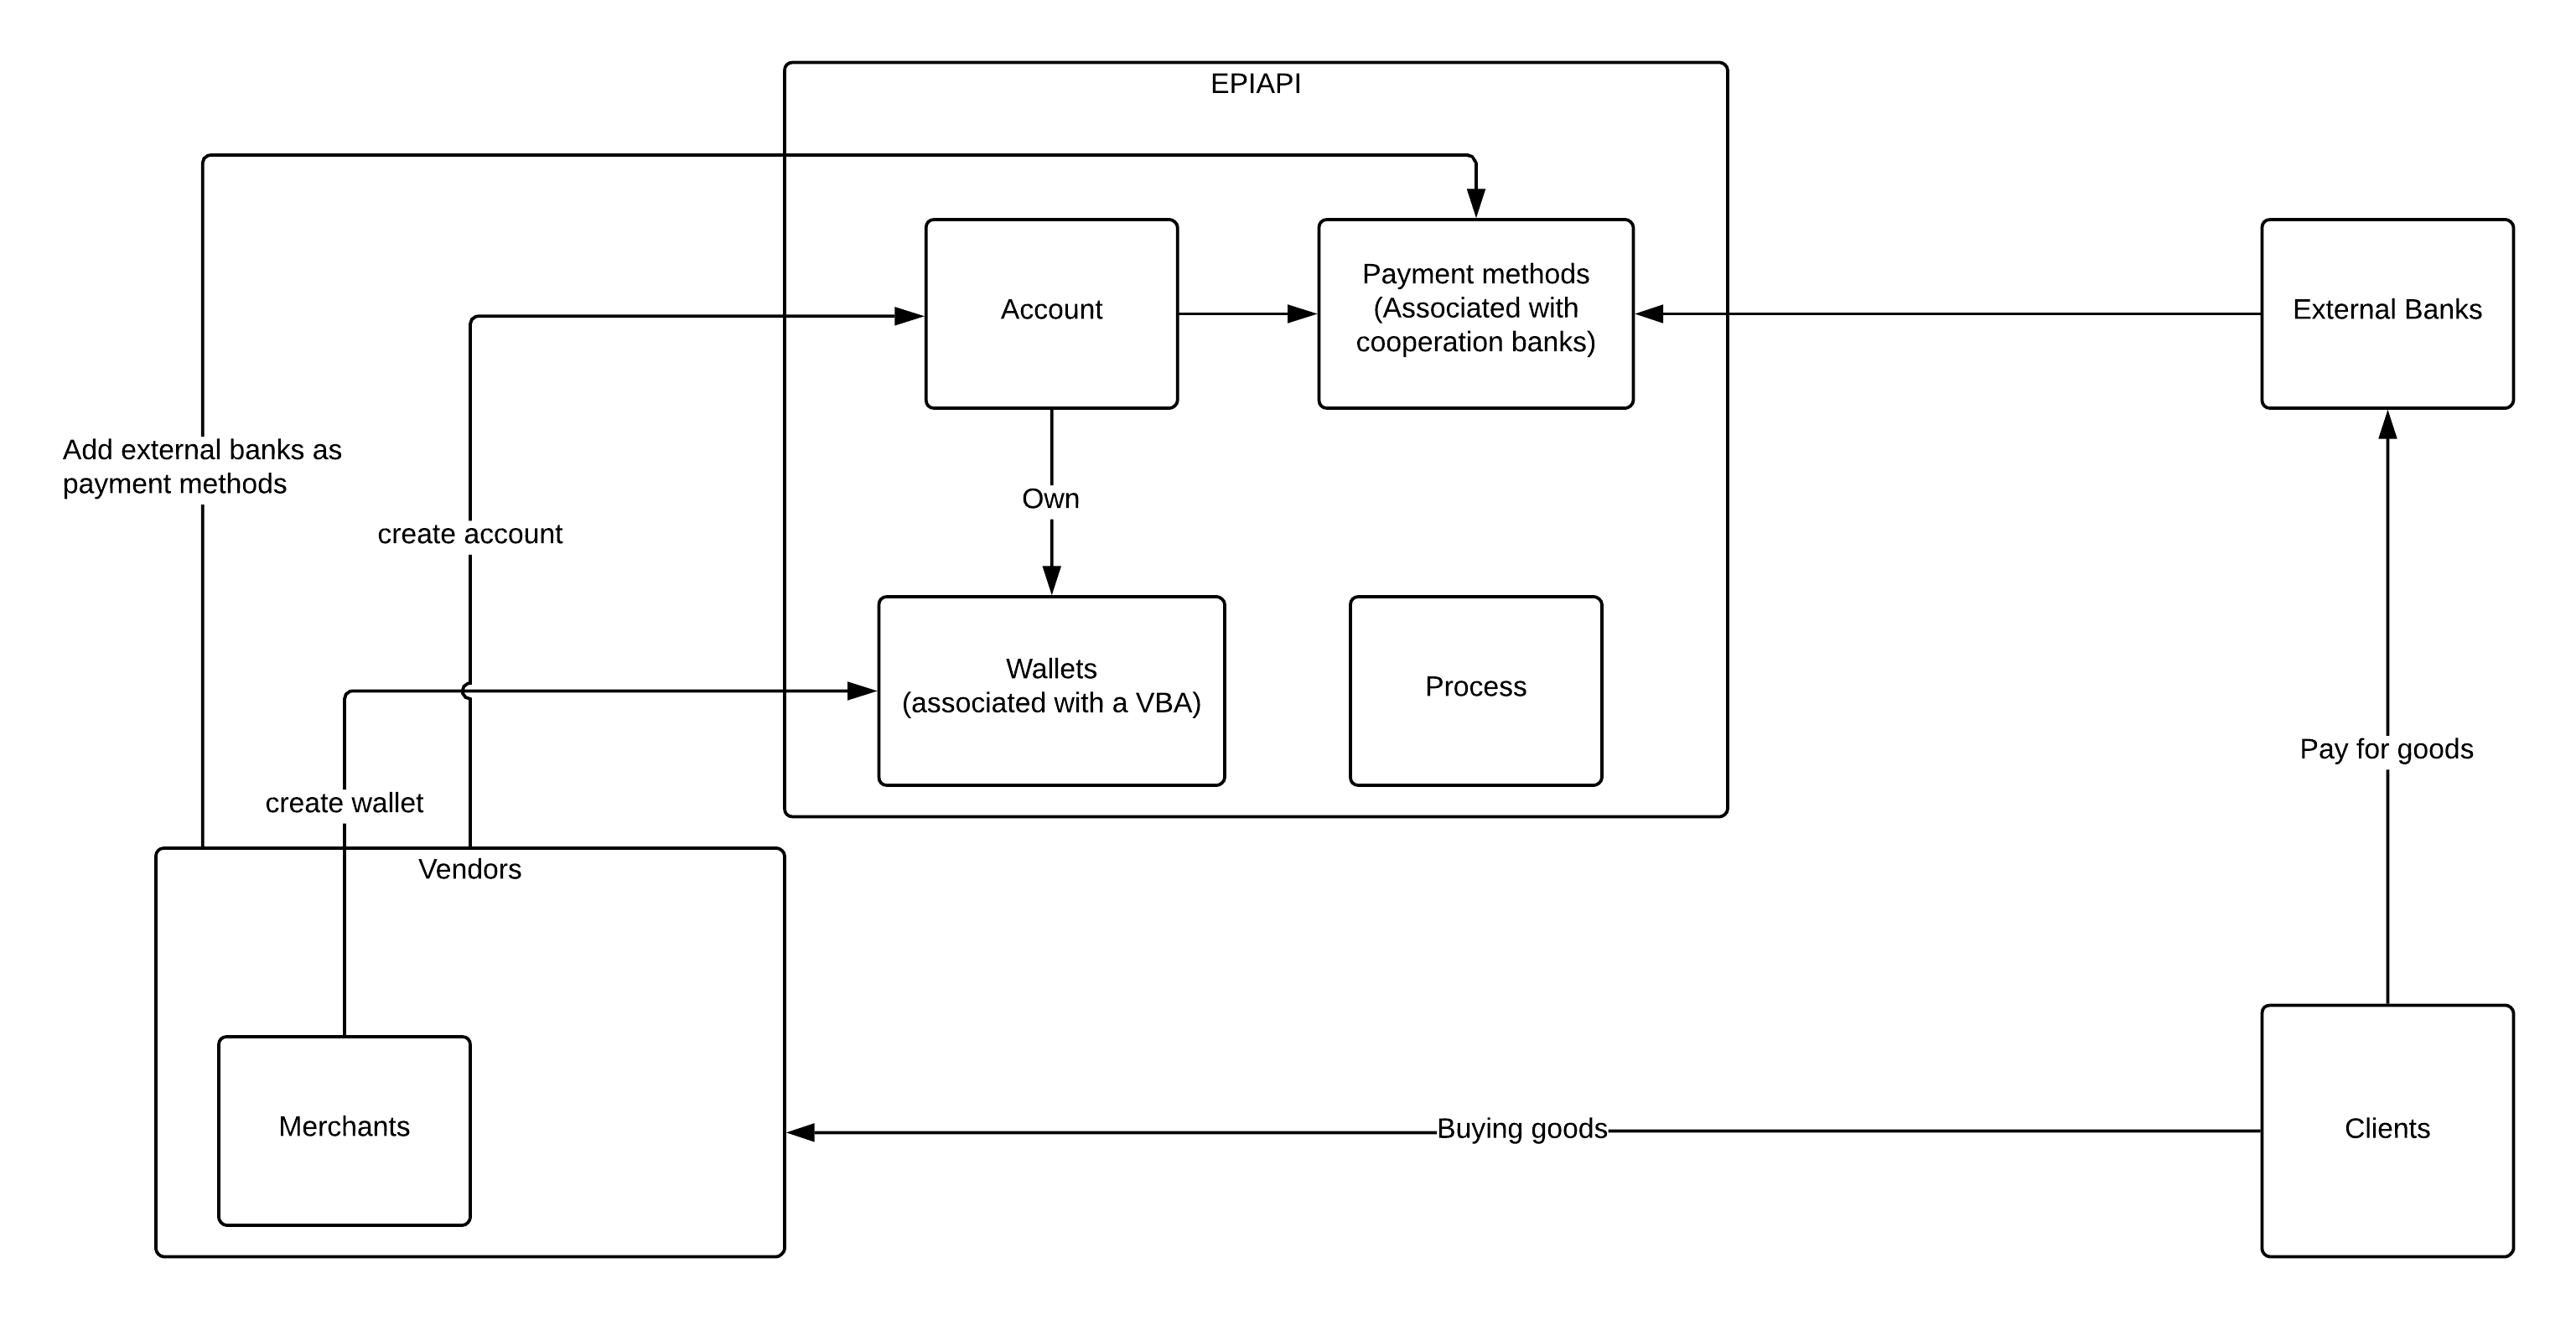 EPIAPI
Account
Payment methods
(Associated with
cooperation banks)
External Banks
Add external banks as
payment methods
create account
Own
Wallets
(associated with a VBA)
Process
Pay for goods
create wallet
Vendors
Merchants
Buying goods
Clients